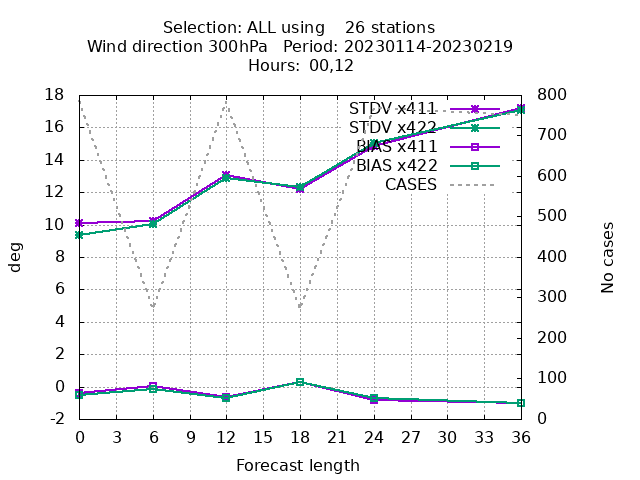 Selection: ALL using    26 stations
Wind direction 300hPa   Period: 20230114-20230219
Hours: 00,12
18
16
14
12
10
8
6
4
2
0
-2
deg
STDV x411
STDV x422
BIAS x411
BIAS x422
CASES
800
700
600
500
400
300
200
100
0
No cases
0 3 6 9 12 15 18 21 24 27 30 33 36
Forecast length